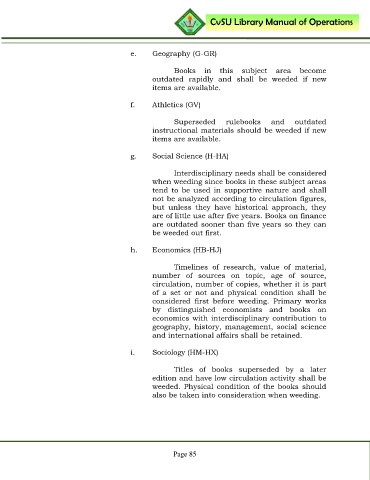 CvSU Library Manual of Operations
e. Geography (G-GR)
Books in this subject area become
outdated rapidly and shall be weeded if new
items are available.
f. Athletics (GV)
Superseded rulebooks and outdated
instructional materials should be weeded if new
items are available.
g. Social Science (H-HA)
Interdisciplinary needs shall be considered
when weeding since books in these subject areas
tend to be used in supportive nature and shall
not be analyzed according to circulation figures,
but unless they have historical approach, they
are of little use after five years. Books on finance
are outdated sooner than five years so they can
be weeded out first.
h. Economics (HB-HJ)
Timelines of research, value of material,
number of sources on topic, age of source,
circulation, number of copies, whether it is part
of a set or not and physical condition shall be
considered first before weeding. Primary works
by distinguished economists and books on
economics with interdisciplinary contribution to
geography, history, management, social science
and international affairs shall be retained.
i. Sociology (HM-HX)
Titles of books superseded by a later
edition and have low circulation activity shall be
weeded. Physical condition of the books should
also be taken into consideration when weeding.
Page 85